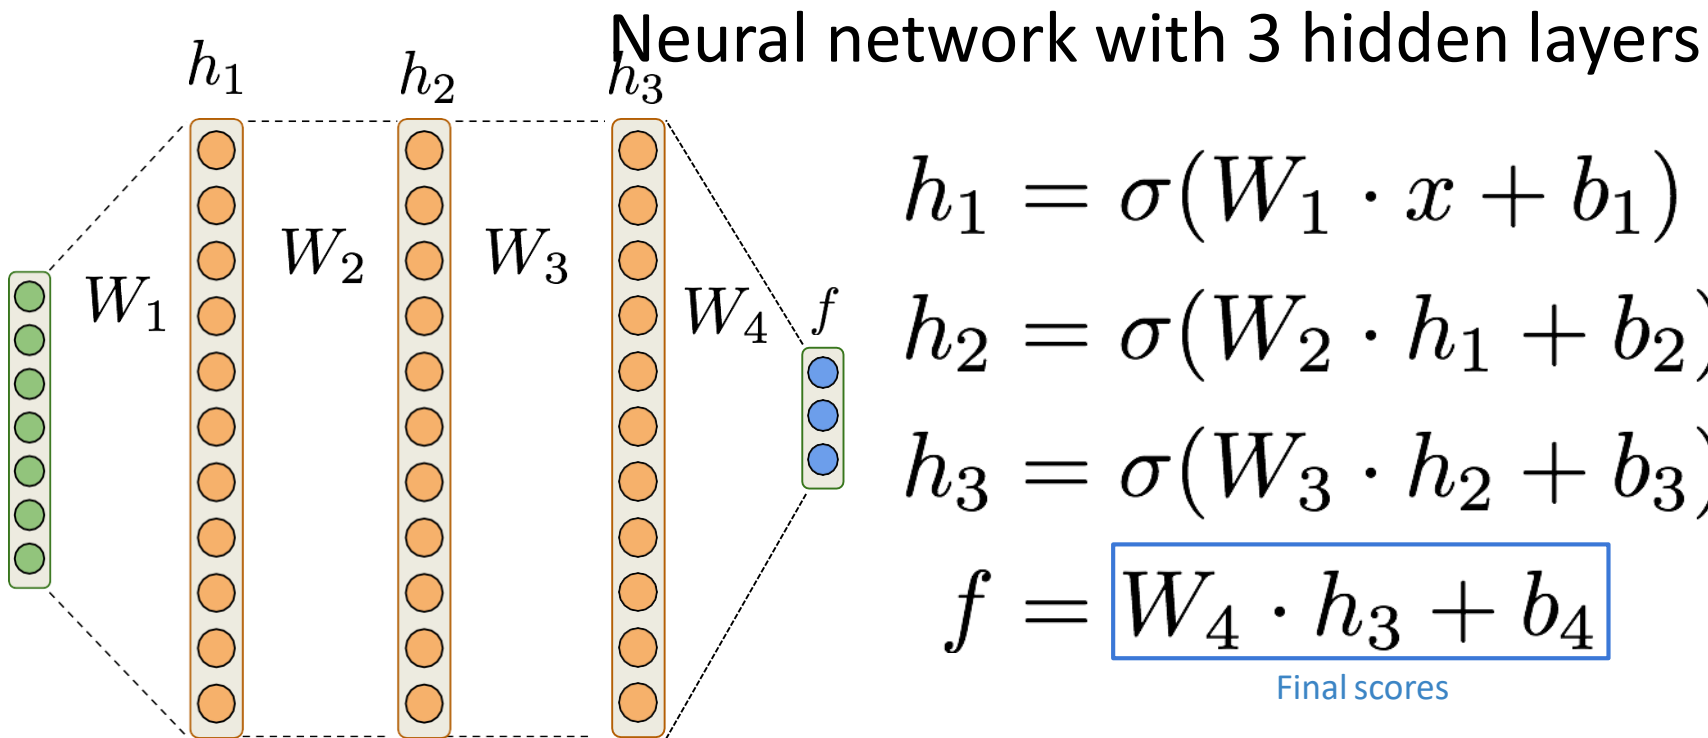 Neural network with 3 hidden layers
h₁ h₂ h₃
W₁ W₂ W₃ W₄ f
h₁ = σ(W₁ · x + b₁)
h₂ = σ(W₂ · h₁ + b₂)
h₃ = σ(W₃ · h₂ + b₃)
f = W₄ · h₃ + b₄
Final scores